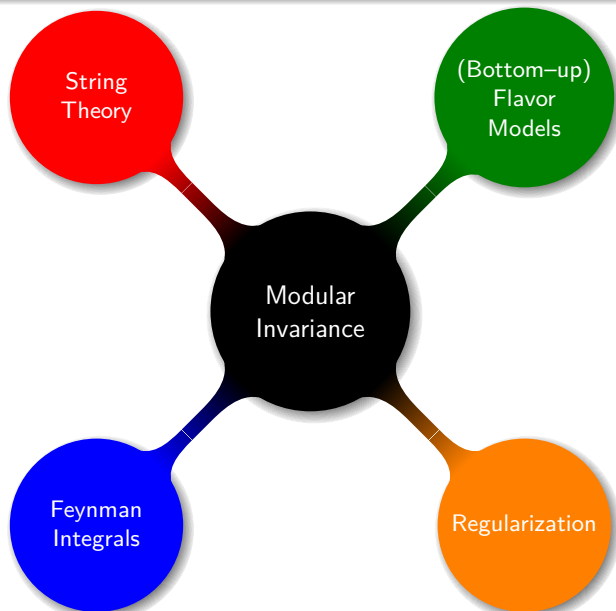 String
Theory
(Bottom–up)
Flavor
Models
Modular
Invariance
Feynman
Integrals
Regularization